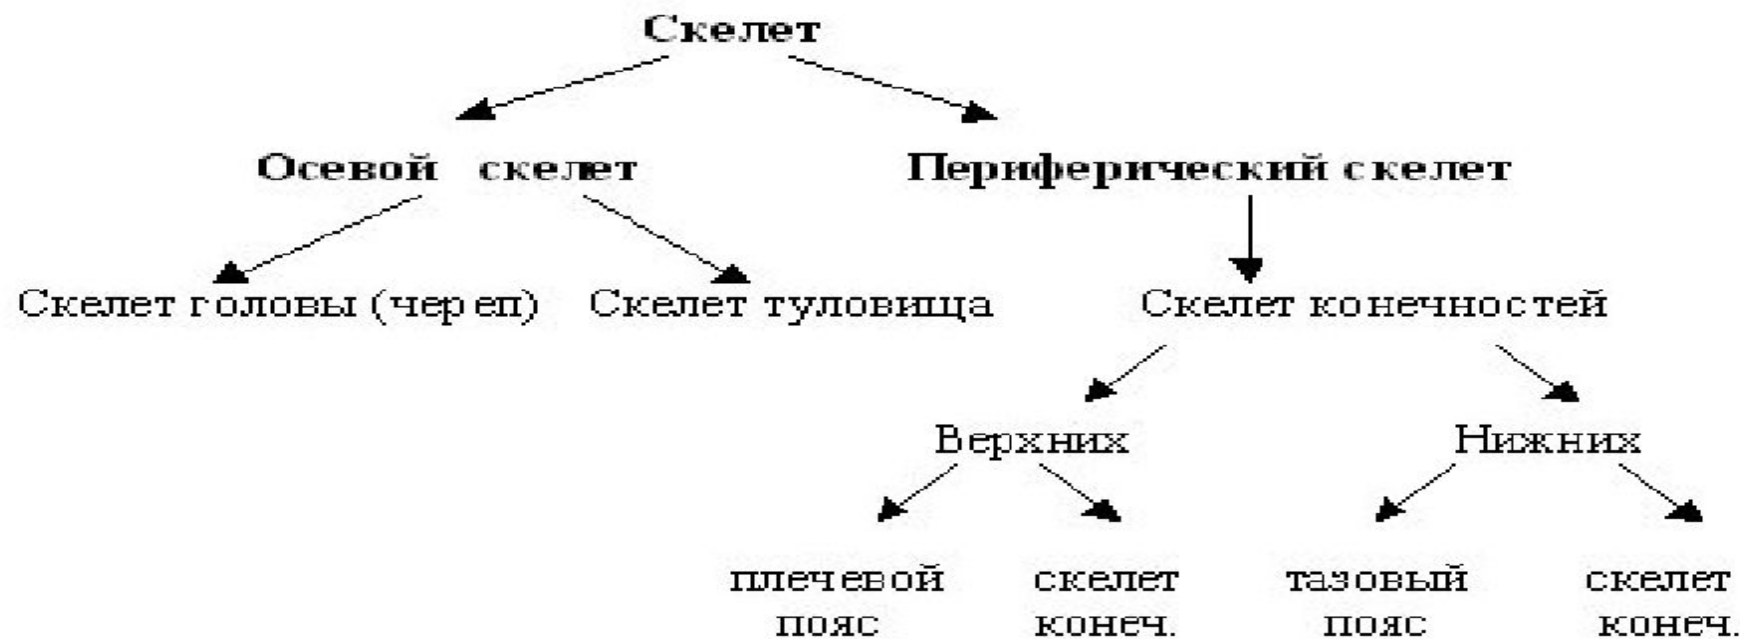 Скелет
Осевой скелет Периферический скелет
Скелет головы (череп) Скелет туловища Скелет конечностей
Верхних Нижних
плечевой скелет тазовый скелет
пояс конеч. пояс конеч.